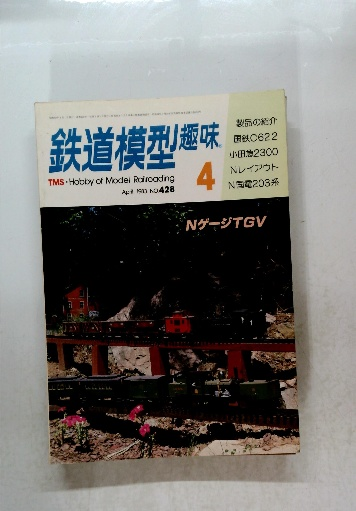 鉄道模型趣味
TMS・Hobby of Model Railroading
April 1983 NO.428
4
製品の紹介
国鉄C622
小田急2300
Nレイアウト
N国電203系
NゲージTGV